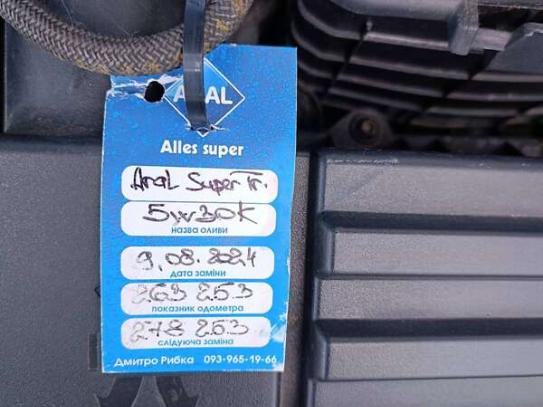 ARAL
Alles super
Aral Super Tr.
5w30K
назва оливи
9.08.2024
дата заміни
263 253
показник одометра
278 253
слідуюча заміна
Дмитро Рибка 093-965-19-66